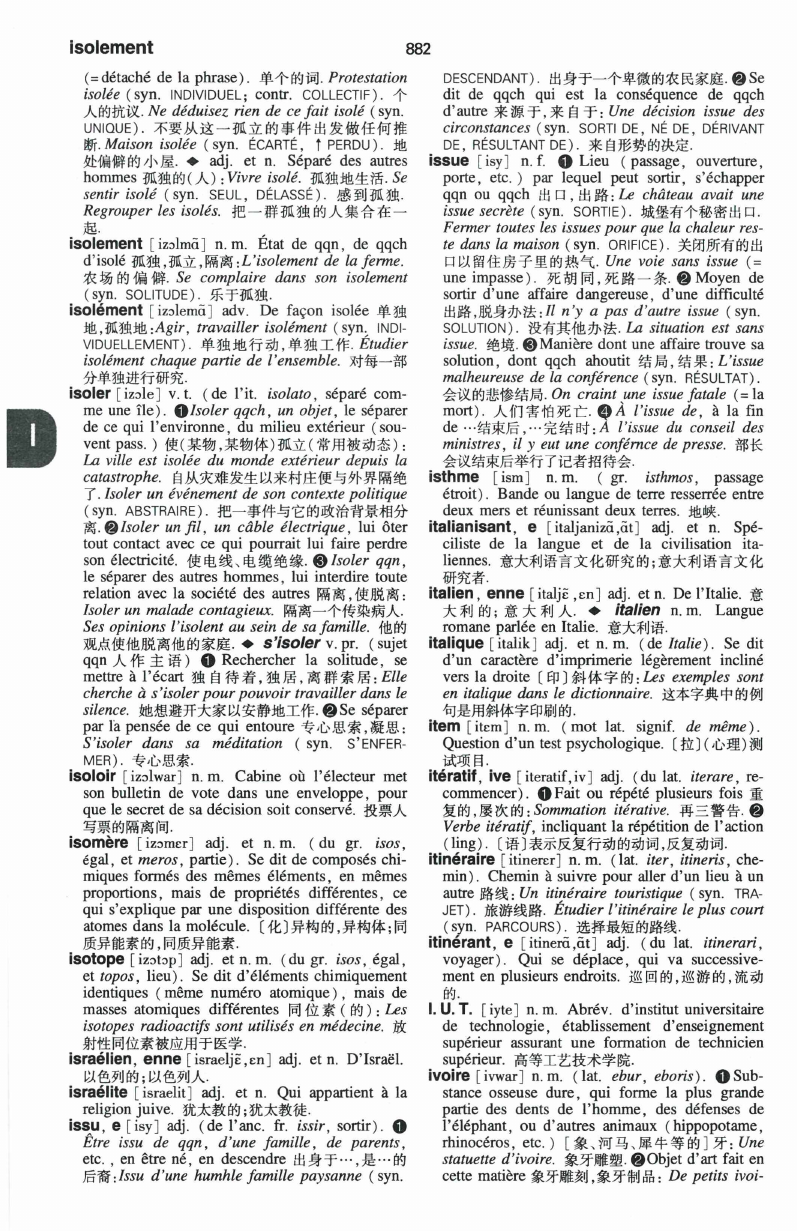 isolement
882
(=détaché de la phrase). 单个的词. Protestation
isolée (syn. INDIVIDUEL; contr. COLLECTIF). 个
人的抗议. Ne déduisez rien de ce fait isolé (syn.
UNIQUE). 不要从这一孤立的事件出发做任何推
断. Maison isolée (syn. ÉCARTÉ, ↑ PERDU). 地
处偏僻的小屋. ◆ adj. et n. Séparé des autres
hommes 孤独的(人):Vivre isolé. 孤独地生活. Se
sentir isolé (syn. SEUL, DÉLASSÉ). 感到孤独.
Regrouper les isolés. 把一群孤独的人集合在一
起.
isolement [izɔlmɑ̃] n. m. État de qqn, de qqch
d'isolé 孤独,孤立,隔离:L'isolement de la ferme.
农场的偏僻. Se complaire dans son isolement
(syn. SOLITUDE). 乐于孤独.
isolément [izɔlemɑ̃] adv. De façon isolée 单独
地,孤独地:Agir, travailler isolément (syn. INDI-
VIDUELLEMENT). 单独地行动,单独工作. Étudier
isolément chaque partie de l'ensemble. 对每一部
分单独进行研究.
isoler [izɔle] v. t. (de l'it. isolato, séparé com-
me une île). ❶Isoler qqch, un objet, le séparer
de ce qui l'environne, du milieu extérieur (sou-
vent pass.) 使(某物,某物体)孤立(常用被动态):
La ville est isolée du monde extérieur depuis la
catastrophe. 自从灾难发生以来村庄便与外界隔绝
了. Isoler un événement de son contexte politique
(syn. ABSTRAIRE). 把一事件与它的政治背景相分
离. ❷Isoler un fil, un câble électrique, lui ôter
tout contact avec ce qui pourrait lui faire perdre
son électricité. 使电线、电缆绝缘. ❸Isoler qqn,
le séparer des autres hommes, lui interdire toute
relation avec la société des autres 隔离,使脱离:
Isoler un malade contagieux. 隔离一个传染病人.
Ses opinions l'isolent au sein de sa famille. 他的
观点使他脱离他的家庭. ◆ s'isoler v. pr. (sujet
qqn 人作主语) ❶ Rechercher la solitude, se
mettre à l'écart 独自待着,独居,离群索居:Elle
cherche à s'isoler pour pouvoir travailler dans le
silence. 她想避开大家以安静地工作. ❷Se séparer
par la pensée de ce qui entoure 专心思索,凝思:
S'isoler dans sa méditation (syn. S'ENFER-
MER). 专心思索.
isoloir [izɔlwar] n. m. Cabine où l'électeur met
son bulletin de vote dans une enveloppe, pour
que le secret de sa décision soit conservé. 投票人
写票的隔离间.
isomère [izɔmɛr] adj. et n. m. (du gr. isos,
égal, et meros, partie). Se dit de composés chi-
miques formés des mêmes éléments, en mêmes
proportions, mais de propriétés différentes, ce
qui s'explique par une disposition différente des
atomes dans la molécule. 〔化〕异构的,异构体;同
质异能素的,同质异能素.
isotope [izɔtɔp] adj. et n. m. (du gr. isos, égal,
et topos, lieu). Se dit d'éléments chimiquement
identiques (même numéro atomique), mais de
masses atomiques différentes 同位素(的): Les
isotopes radioactifs sont utilisés en médecine. 放
射性同位素被应用于医学.
israélien, enne [israeljɛ̃,ɛn] adj. et n. D'Israël.
以色列的;以色列人.
israélite [israelit] adj. et n. Qui appartient à la
religion juive. 犹太教的;犹太教徒.
issu, e [isy] adj. (de l'anc. fr. issir, sortir). ❶
Être issu de qqn, d'une famille, de parents,
etc., en être né, en descendre 出身于…,是…的
后裔:Issu d'une humhle famille paysanne (syn.
DESCENDANT). 出身于一个卑微的农民家庭. ❷Se
dit de qqch qui est la conséquence de qqch
d'autre 来源于,来自于: Une décision issue des
circonstances (syn. SORTI DE, NÉ DE, DÉRIVANT
DE, RÉSULTANT DE). 来自形势的决定.
issue [isy] n. f. ❶ Lieu (passage, ouverture,
porte, etc.) par lequel peut sortir, s'échapper
qqn ou qqch 出口,出路:Le château avait une
issue secrète (syn. SORTIE). 城堡有个秘密出口.
Fermer toutes les issues pour que la chaleur res-
te dans la maison (syn. ORIFICE). 关闭所有的出
口以留住房子里的热气. Une voie sans issue (=
une impasse). 死胡同,死路一条. ❷ Moyen de
sortir d'une affaire dangereuse, d'une difficulté
出路,脱身办法:Il n'y a pas d'autre issue (syn.
SOLUTION). 没有其他办法. La situation est sans
issue. 绝境. ❸Manière dont une affaire trouve sa
solution, dont qqch ahoutit 结局,结果:L'issue
malheureuse de la conférence (syn. RÉSULTAT).
会议的悲惨结局. On craint une issue fatale (=la
mort). 人们害怕死亡. ❹À l'issue de, à la fin
de …结束后,…完结时:À l'issue du conseil des
ministres, il y eut une conférnce de presse. 部长
会议结束后举行了记者招待会.
isthme [ism] n. m. (gr. isthmos, passage
étroit). Bande ou langue de terre resserrée entre
deux mers et réunissant deux terres. 地峡.
italianisant, e [italjanizɑ̃,ɑ̃t] adj. et n. Spé-
ciliste de la langue et de la civilisation ita-
liennes. 意大利语言文化研究的;意大利语言文化
研究者.
italien, enne [italjɛ̃,ɛn] adj. et n. De l'Italie. 意
大利的;意大利人. ◆ italien n. m. Langue
romane parlée en Italie. 意大利语.
italique [italik] adj. et n. m. (de Italie). Se dit
d'un caractère d'imprimerie légèrement incliné
vers la droite〔印〕斜体字的:Les exemples sont
en italique dans le dictionnaire. 这本字典中的例
句是用斜体字印刷的.
item [item] n. m. (mot lat. signif. de même).
Question d'un test psychologique. 〔拉〕(心理)测
试项目.
itératif, ive [iteratif,iv] adj. (du lat. iterare, re-
commencer). ❶Fait ou répété plusieurs fois 重
复的,屡次的:Sommation itérative. 再三警告. ❷
Verbe itératif, incliquant la répétition de l'action
(ling). 〔语〕表示反复行动的动词,反复动词.
itinéraire [itinerɛr] n. m. (lat. iter, itineris, che-
min). Chemin à suivre pour aller d'un lieu à un
autre 路线: Un itinéraire touristique (syn. TRA-
JET). 旅游线路. Étudier l'itinéraire le plus court
(syn. PARCOURS). 选择最短的路线.
itinérant, e [itinerɑ̃,ɑ̃t] adj. (du lat. itinerari,
voyager). Qui se déplace, qui va successive-
ment en plusieurs endroits. 巡回的,巡游的,流动
的.
I. U. T. [iyte] n. m. Abrév. d'institut universitaire
de technologie, établissement d'enseignement
supérieur assurant une formation de technicien
supérieur. 高等工艺技术学院.
ivoire [ivwar] n. m. (lat. ebur, eboris). ❶Sub-
stance osseuse dure, qui forme la plus grande
partie des dents de l'homme, des défenses de
l'éléphant, ou d'autres animaux (hippopotame,
rhinocéros, etc.) [象、河马、犀牛等的]牙:Une
statuette d'ivoire. 象牙雕塑. ❷Objet d'art fait en
cette matière 象牙雕刻,象牙制品: De petits ivoi-
I